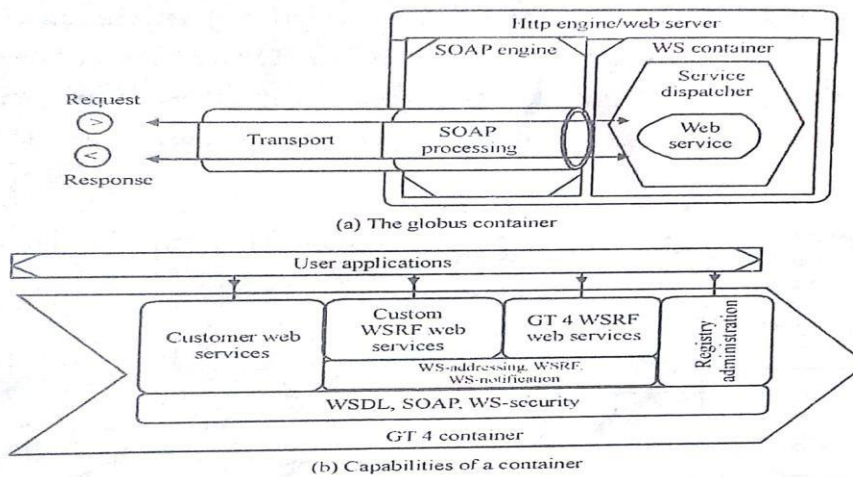 Http engine/web server
SOAP engine
WS container
Service
dispatcher
Request
>
Transport
SOAP
processing
Web
service
<
Response
(a) The globus container
User applications
Customer web
services
Custom
WSRF web
services
GT 4 WSRF
web services
Registry
administration
WS-addressing, WSRF,
WS-notification
WSDL, SOAP, WS-security
GT 4 container
(b) Capabilities of a container